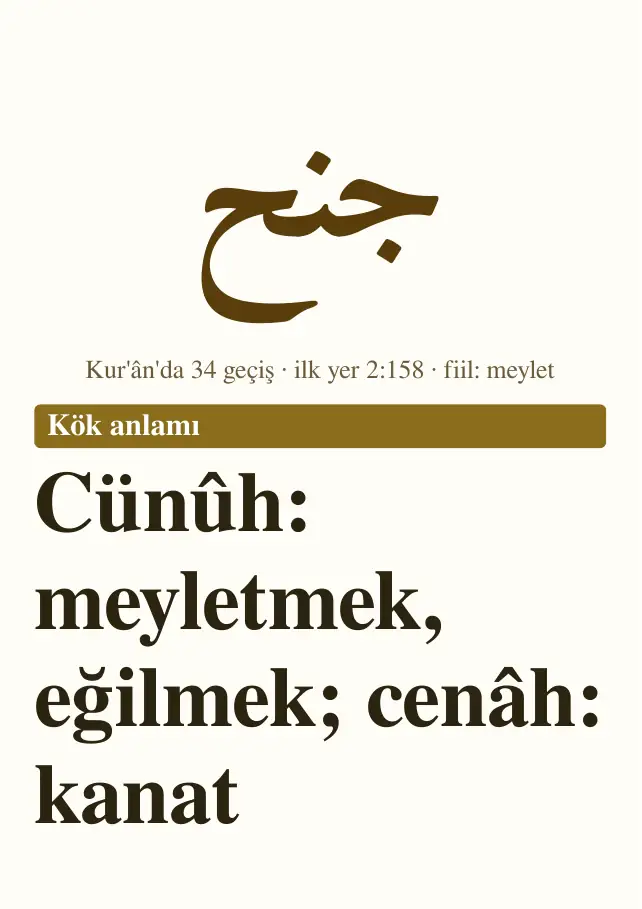 جنح
Kur'ân'da 34 geçiş · ilk yer 2:158 · fiil: meylet
Kök anlamı
Cünûh:
meyletmek,
eğilmek; cenâh:
kanat